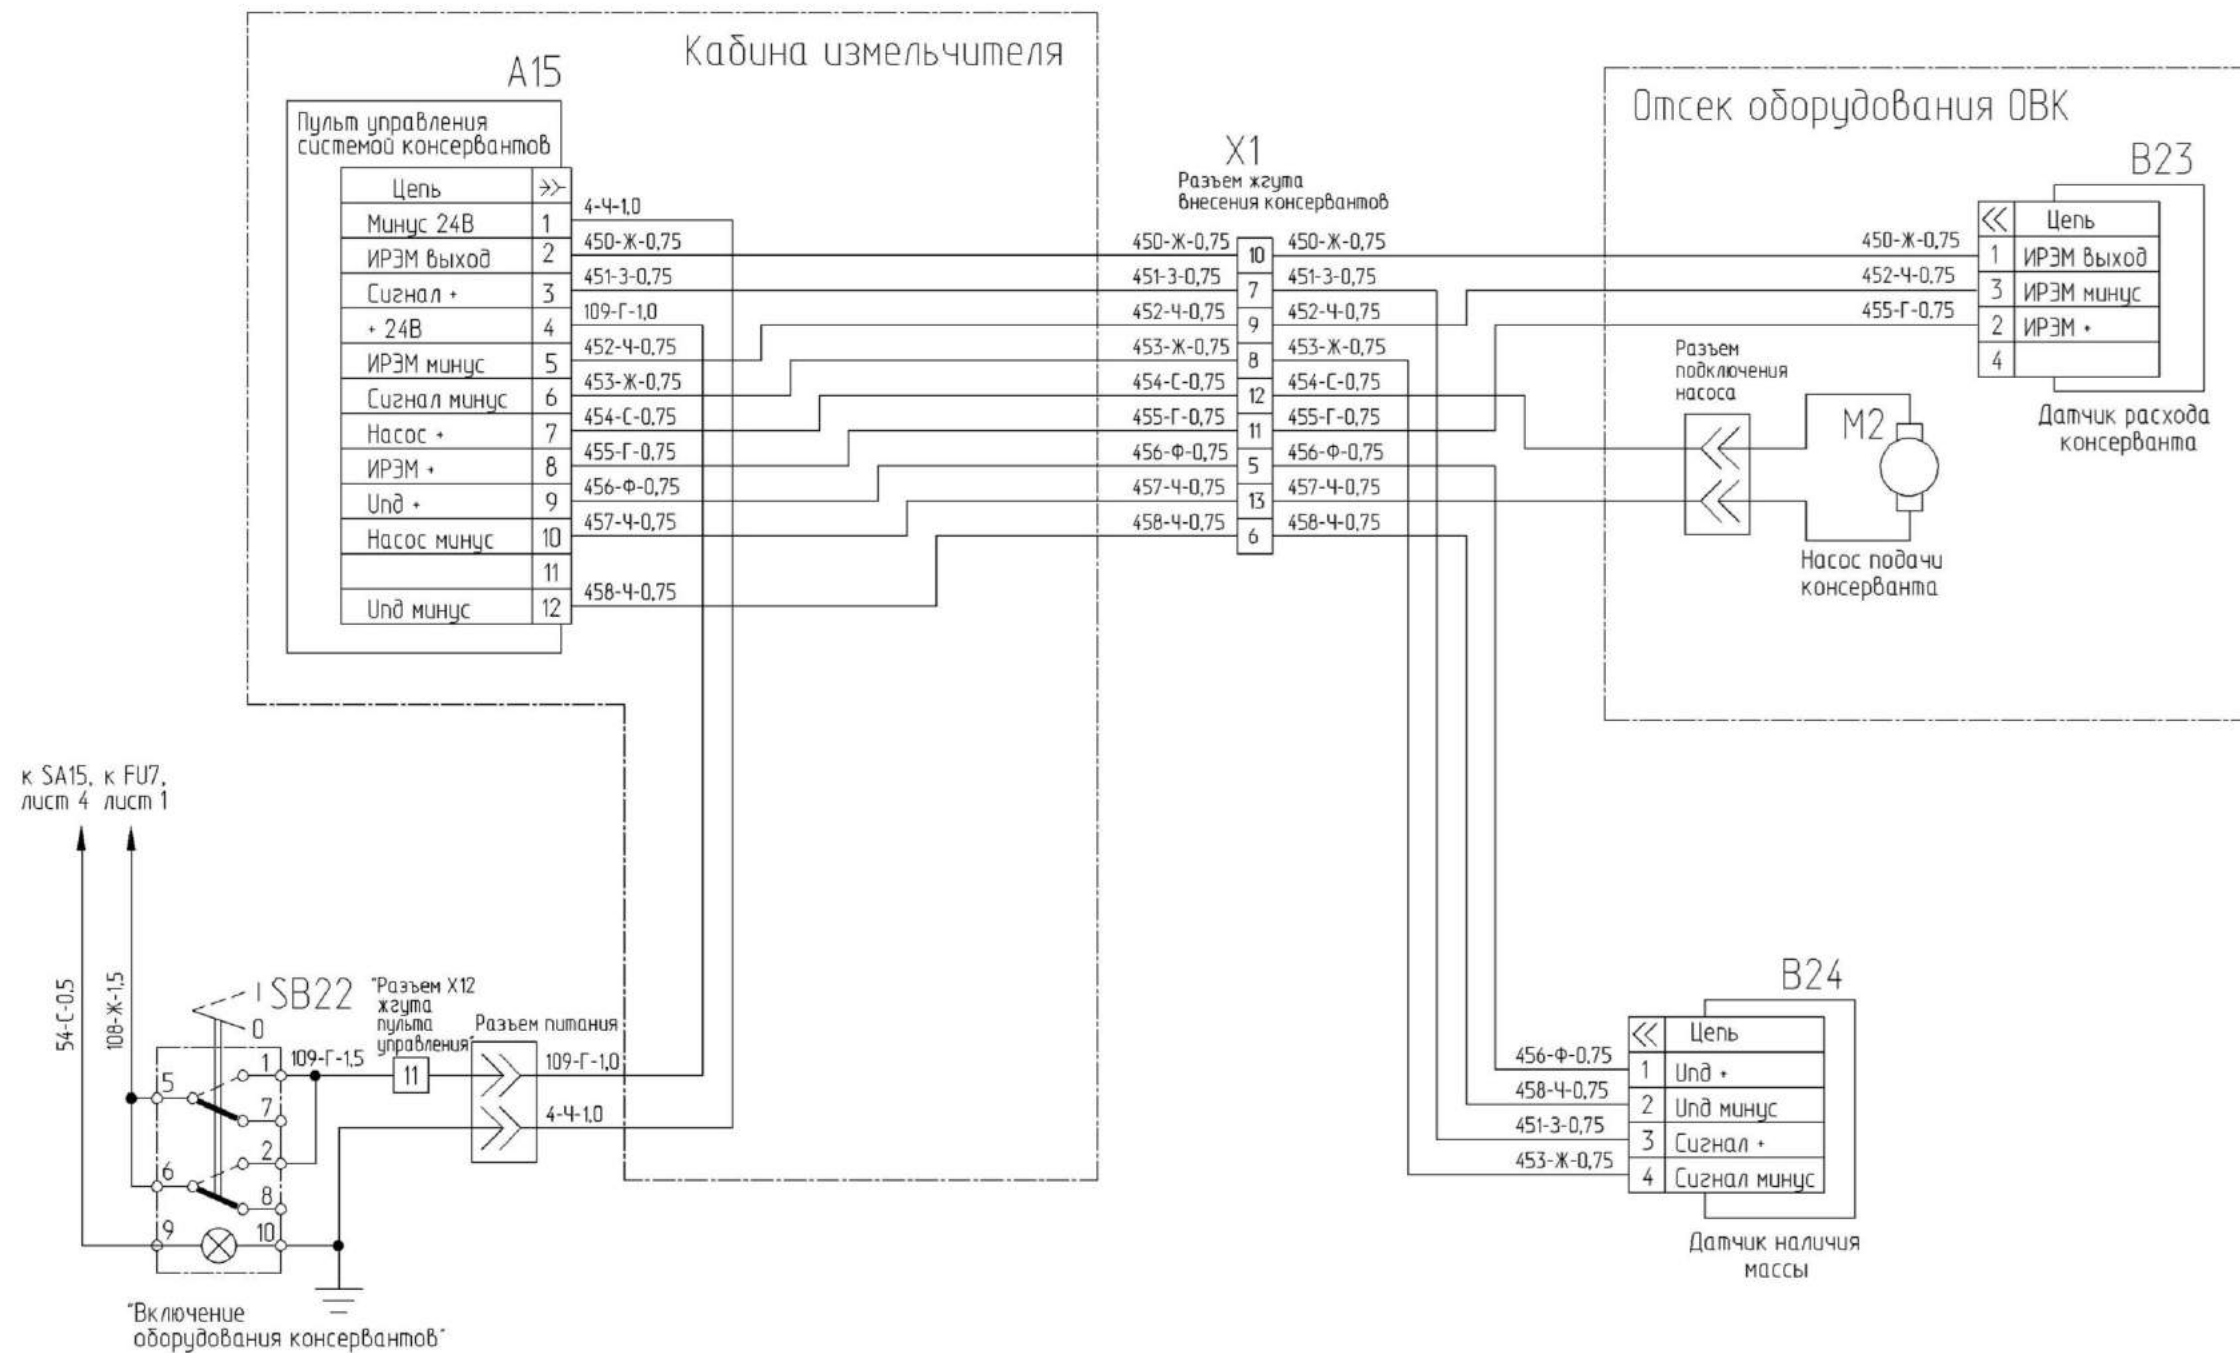 Кабина измельчителя
А15
Пульт управления
системой консервантов
Цепь
Минус 24В 1
ИРЭМ выход 2
Сигнал + 3
+ 24В 4
ИРЭМ минус 5
Сигнал минус 6
Насос + 7
ИРЭМ + 8
Uпд + 9
Насос минус 10
11
Uпд минус 12
4-Ч-1,0
450-Ж-0,75
451-З-0,75
109-Г-1,0
452-Ч-0,75
453-Ж-0,75
454-С-0,75
455-Г-0,75
456-Ф-0,75
457-Ч-0,75
458-Ч-0,75
Х1
Разъем жгута
внесения консервантов
450-Ж-0,75 10 450-Ж-0,75
451-З-0,75 7 451-З-0,75
452-Ч-0,75 9 452-Ч-0,75
453-Ж-0,75 8 453-Ж-0,75
454-С-0,75 12 454-С-0,75
455-Г-0,75 11 455-Г-0,75
456-Ф-0,75 5 456-Ф-0,75
457-Ч-0,75 13 457-Ч-0,75
458-Ч-0,75 6 458-Ч-0,75
Отсек оборудования ОВК
В23
Цепь
450-Ж-0,75 1 ИРЭМ выход
452-Ч-0,75 3 ИРЭМ минус
455-Г-0,75 2 ИРЭМ +
4
Датчик расхода
консерванта
Разъем
подключения
насоса
М2
Насос подачи
консерванта
к SA15, к FU7,
лист 4 лист 1
54-С-0,5
108-Ж-1,5
I
SB22
0
"Разъем Х12
жгута
пульта
управления"
Разъем питания
109-Г-1,5
11
109-Г-1,0
4-Ч-1,0
1
5
7
2
6
8
9
10
"Включение
оборудования консервантов"
В24
Цепь
456-Ф-0,75 1 Uпд +
458-Ч-0,75 2 Uпд минус
451-З-0,75 3 Сигнал +
453-Ж-0,75 4 Сигнал минус
Датчик наличия
массы